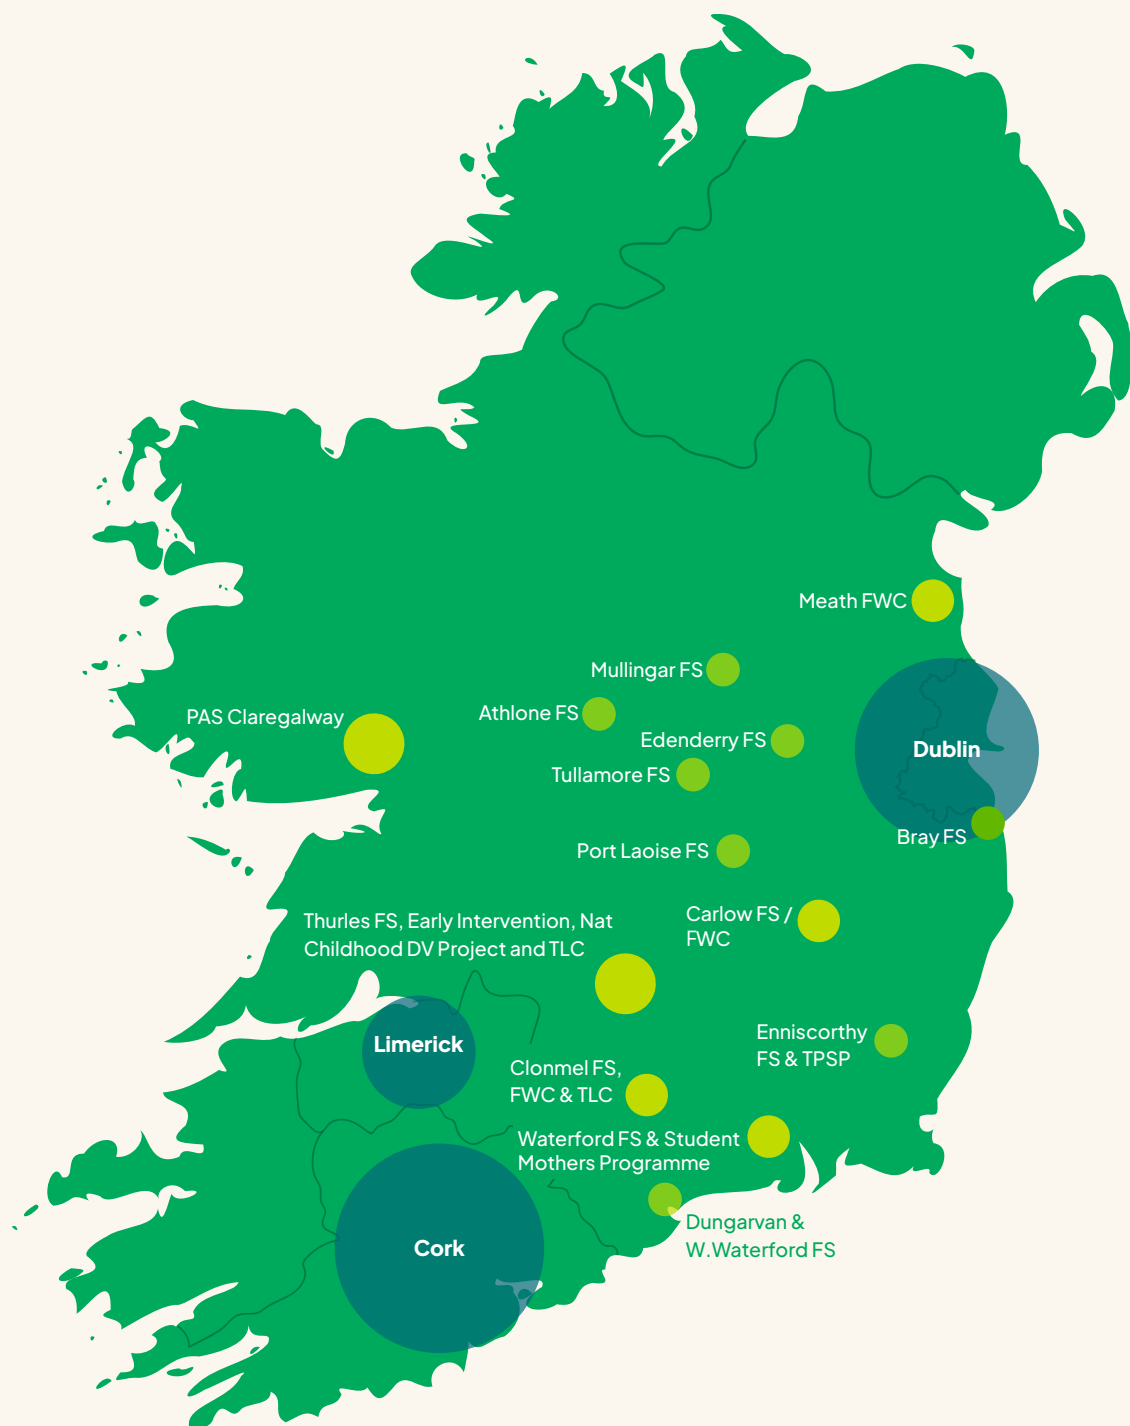 Meath FWC
Mullingar FS
PAS Claregalway
Athlone FS
Edenderry FS
Dublin
Tullamore FS
Bray FS
Port Laoise FS
Thurles FS, Early Intervention, Nat
Childhood DV Project and TLC
Carlow FS /
FWC
Limerick
Enniscorthy
FS & TPSP
Clonmel FS,
FWC & TLC
Waterford FS & Student
Mothers Programme
Dungarvan &
W.Waterford FS
Cork